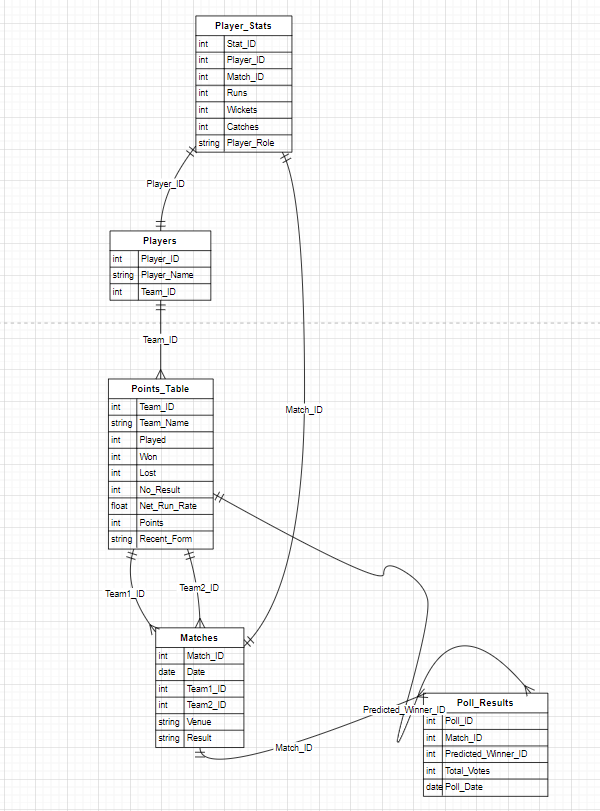 Player_Stats
int Stat_ID
int Player_ID
int Match_ID
int Runs
int Wickets
int Catches
string Player_Role
Player_ID
Players
int Player_ID
string Player_Name
int Team_ID
Team_ID
Points_Table
int Team_ID
string Team_Name
int Played
int Won
int Lost
int No_Result
float Net_Run_Rate
int Points
string Recent_Form
Match_ID
Team1_ID
Team2_ID
Matches
int Match_ID
date Date
int Team1_ID
int Team2_ID
string Venue
string Result
Match_ID
Predicted_Winner_ID
Poll_Results
int Poll_ID
int Match_ID
int Predicted_Winner_ID
int Total_Votes
date Poll_Date